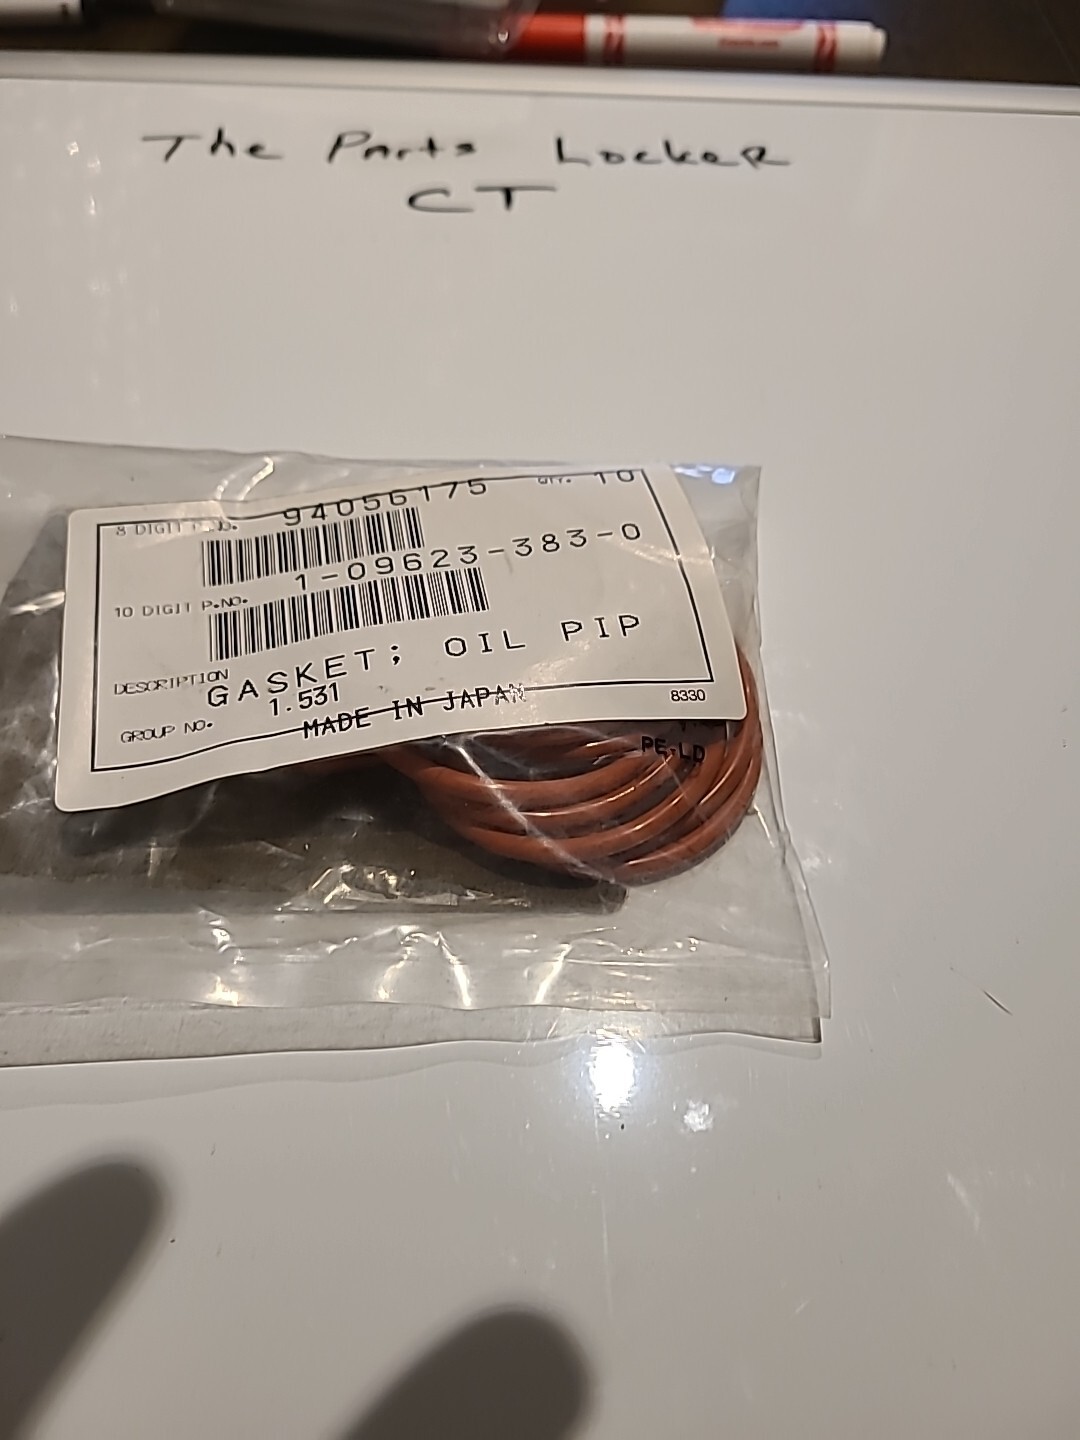 The Parts Locker
CT
8 DIGIT P.NO. 94056175 QTY. 10
10 DIGIT P.NO. 1-09623-383-0
DESCRIPTION GASKET; OIL PIP
GROUP NO. 1.531
MADE IN JAPAN
8330
PE-LD